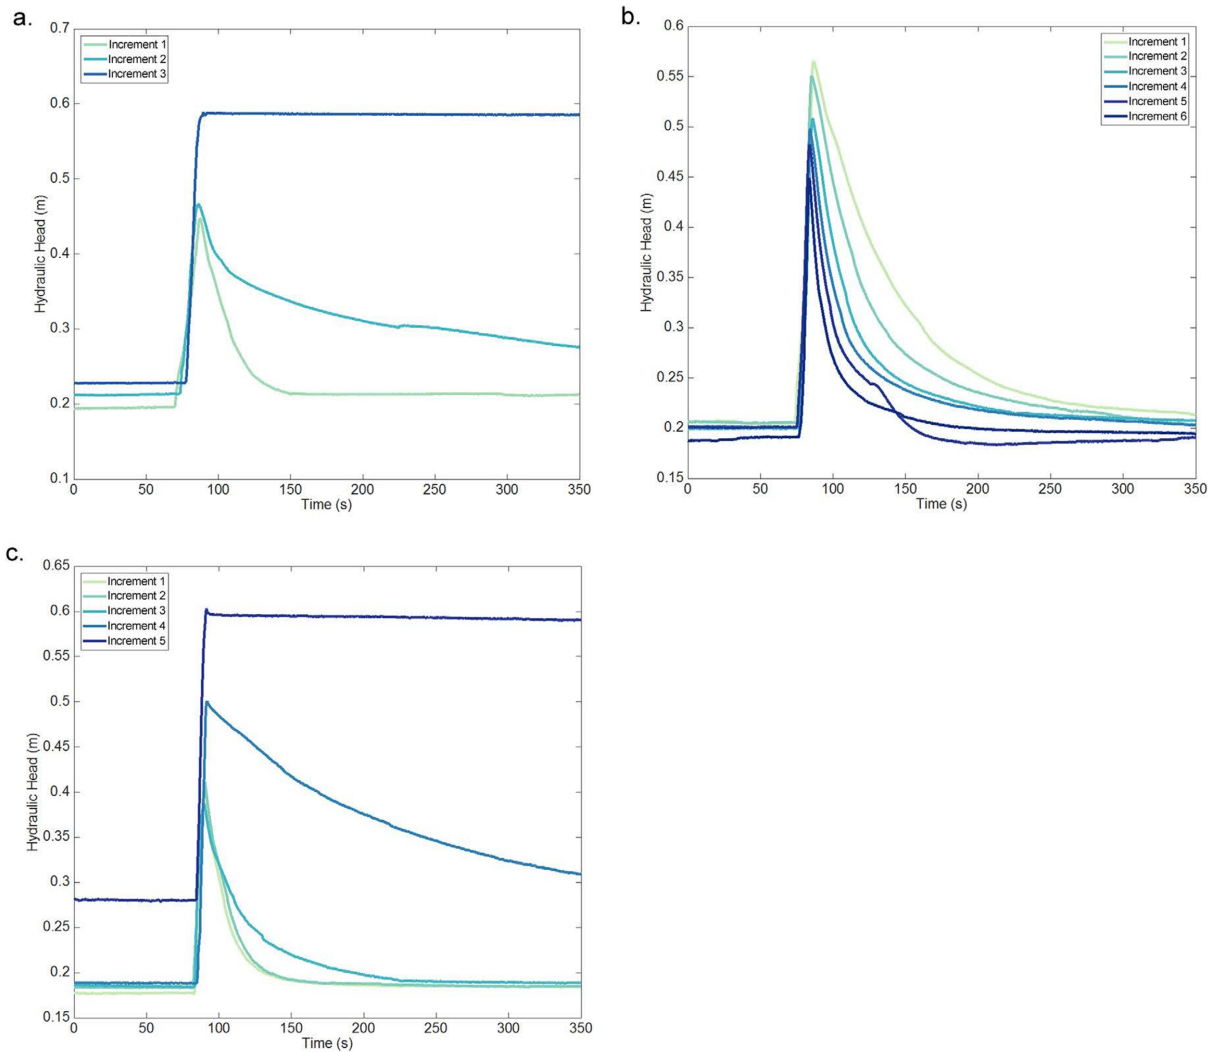 a.
0.7
0.6
0.5
0.4
0.3
0.2
0.1
Hydraulic Head (m)
Increment 1
Increment 2
Increment 3
0 50 100 150 200 250 300 350
Time (s)
b.
0.6
0.55
0.5
0.45
0.4
0.35
0.3
0.25
0.2
0.15
Hydraulic Head (m)
Increment 1
Increment 2
Increment 3
Increment 4
Increment 5
Increment 6
0 50 100 150 200 250 300 350
Time (s)
c.
0.65
0.6
0.55
0.5
0.45
0.4
0.35
0.3
0.25
0.2
0.15
Hydraulic Head (m)
Increment 1
Increment 2
Increment 3
Increment 4
Increment 5
0 50 100 150 200 250 300 350
Time (s)